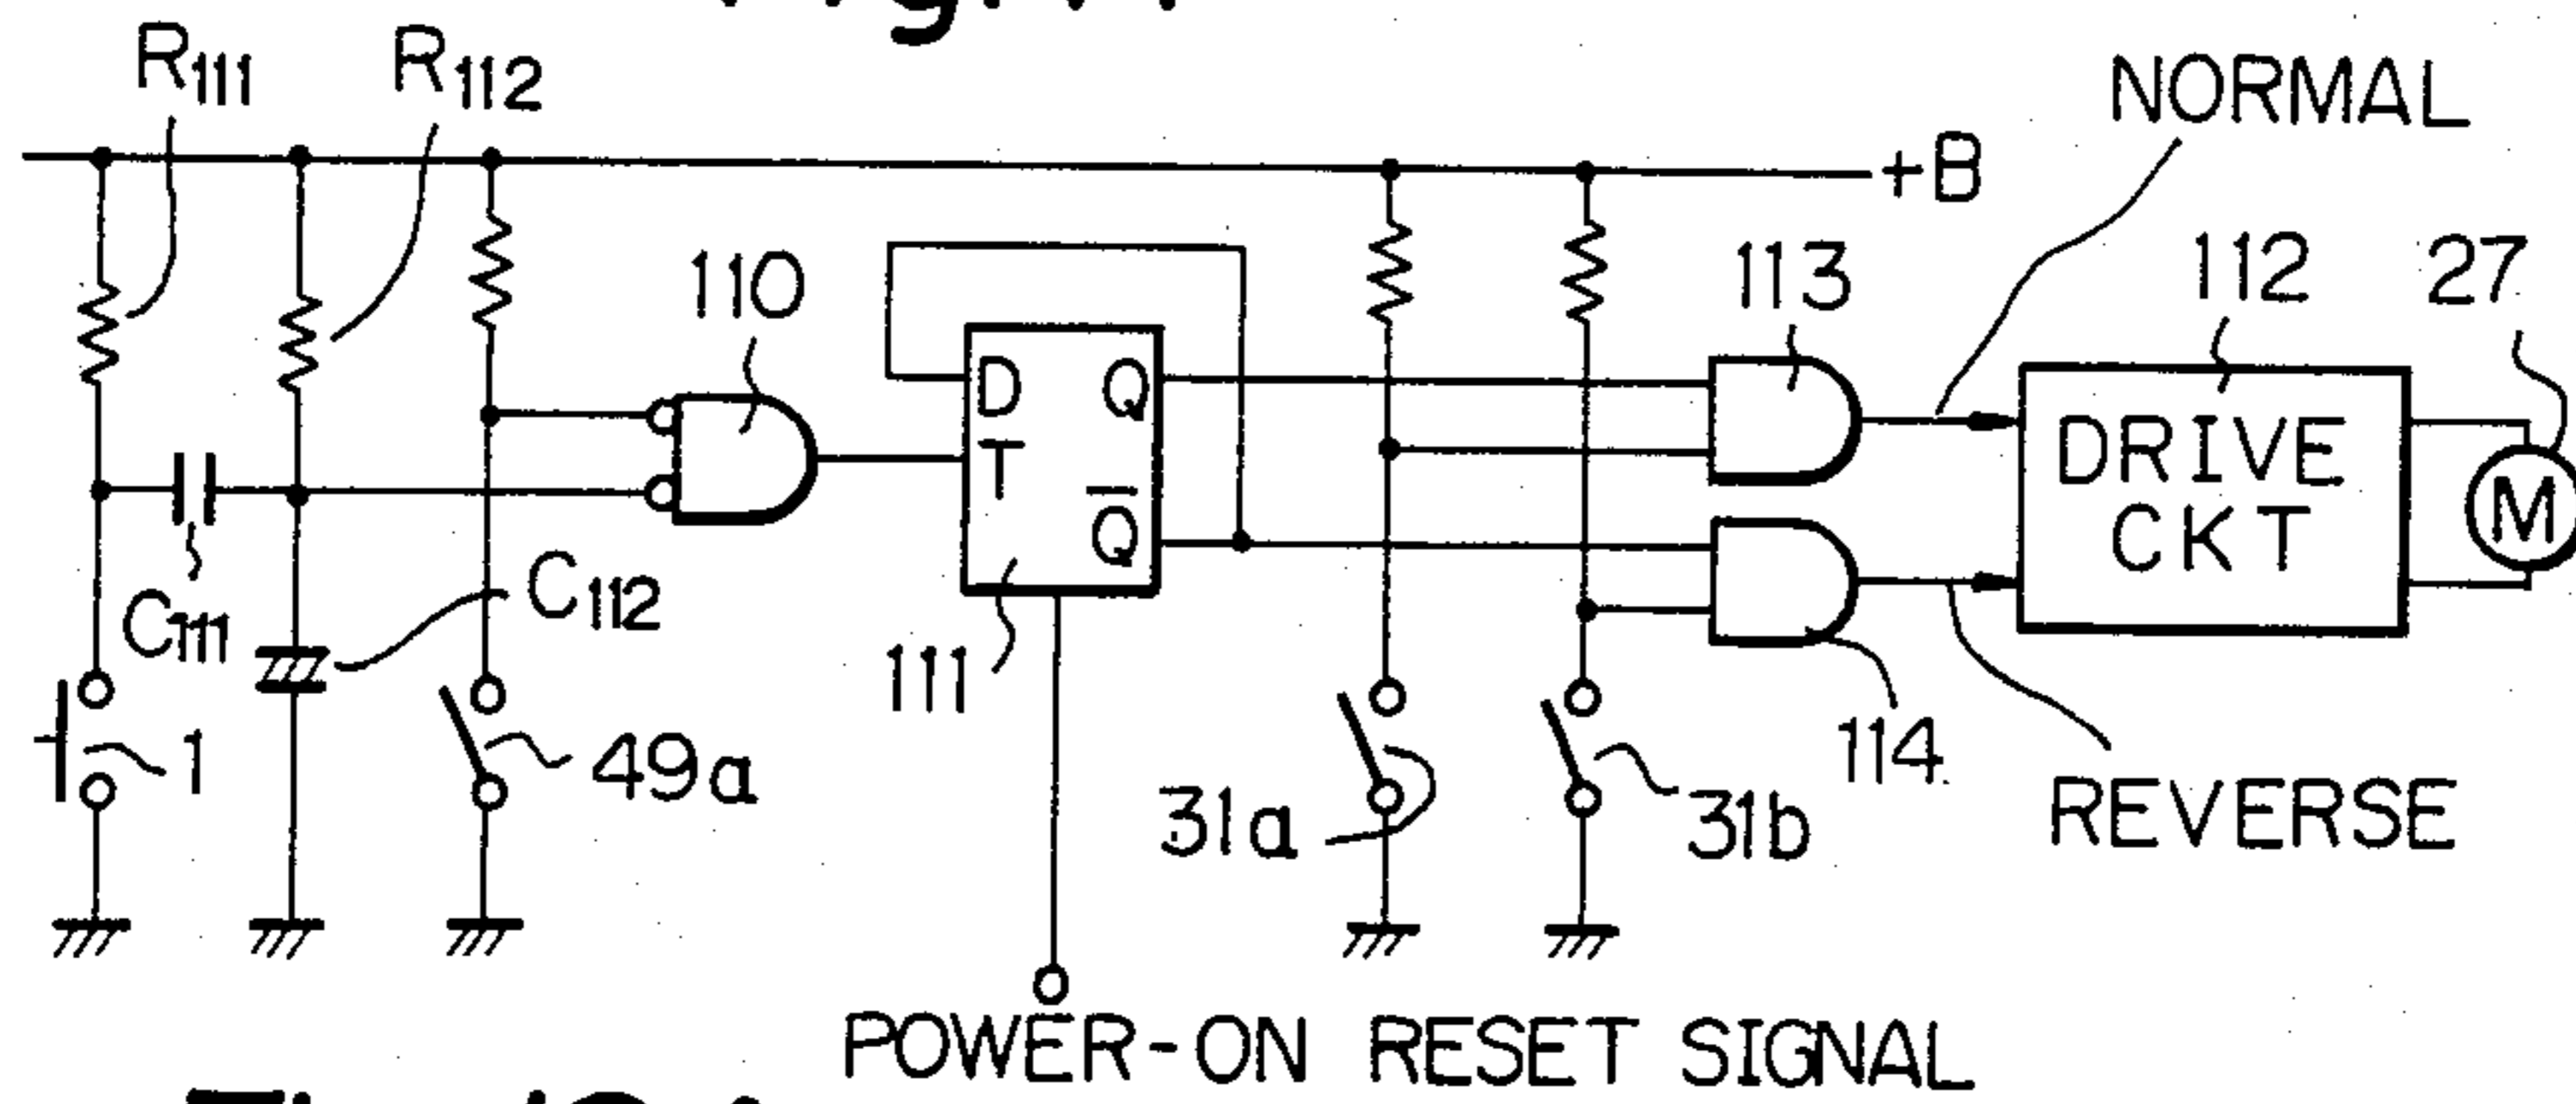 R111
R112
NORMAL
+B
110
113
112
27
D
Q
T
Q̅
DRIVE
CKT
M
C111
C112
111
1
49a
31a
31b
114
REVERSE
POWER-ON RESET SIGNAL